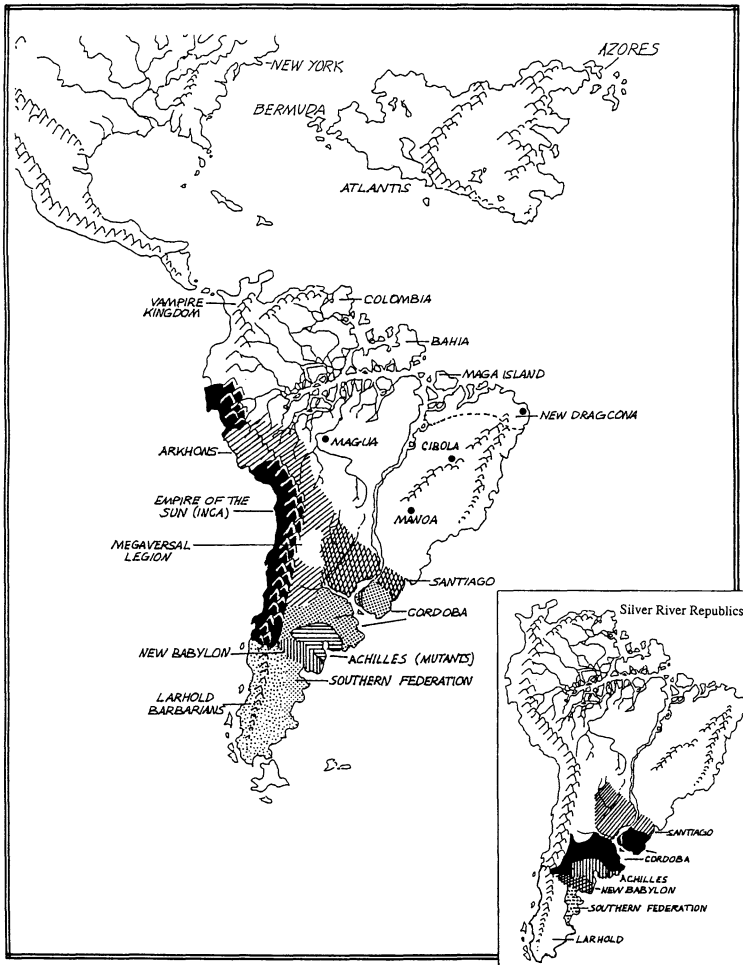 AZORES
NEW YORK
BERMUDA
ATLANTIS
VAMPIRE
KINGDOM
COLOMBIA
BAHIA
MAGA ISLAND
NEW DRAGCONA
MAGUA
CIBOLA
ARKHONS
EMPIRE OF THE
SUN (INCA)
MANOA
MEGAVERSAL
LEGION
SANTIAGO
CORDOBA
NEW BABYLON
ACHILLES (MUTANTS)
SOUTHERN FEDERATION
LARHOLD
BARBARIANS
Silver River Republics
SANTIAGO
CORDOBA
ACHILLES
NEW BABYLON
SOUTHERN FEDERATION
LARHOLD